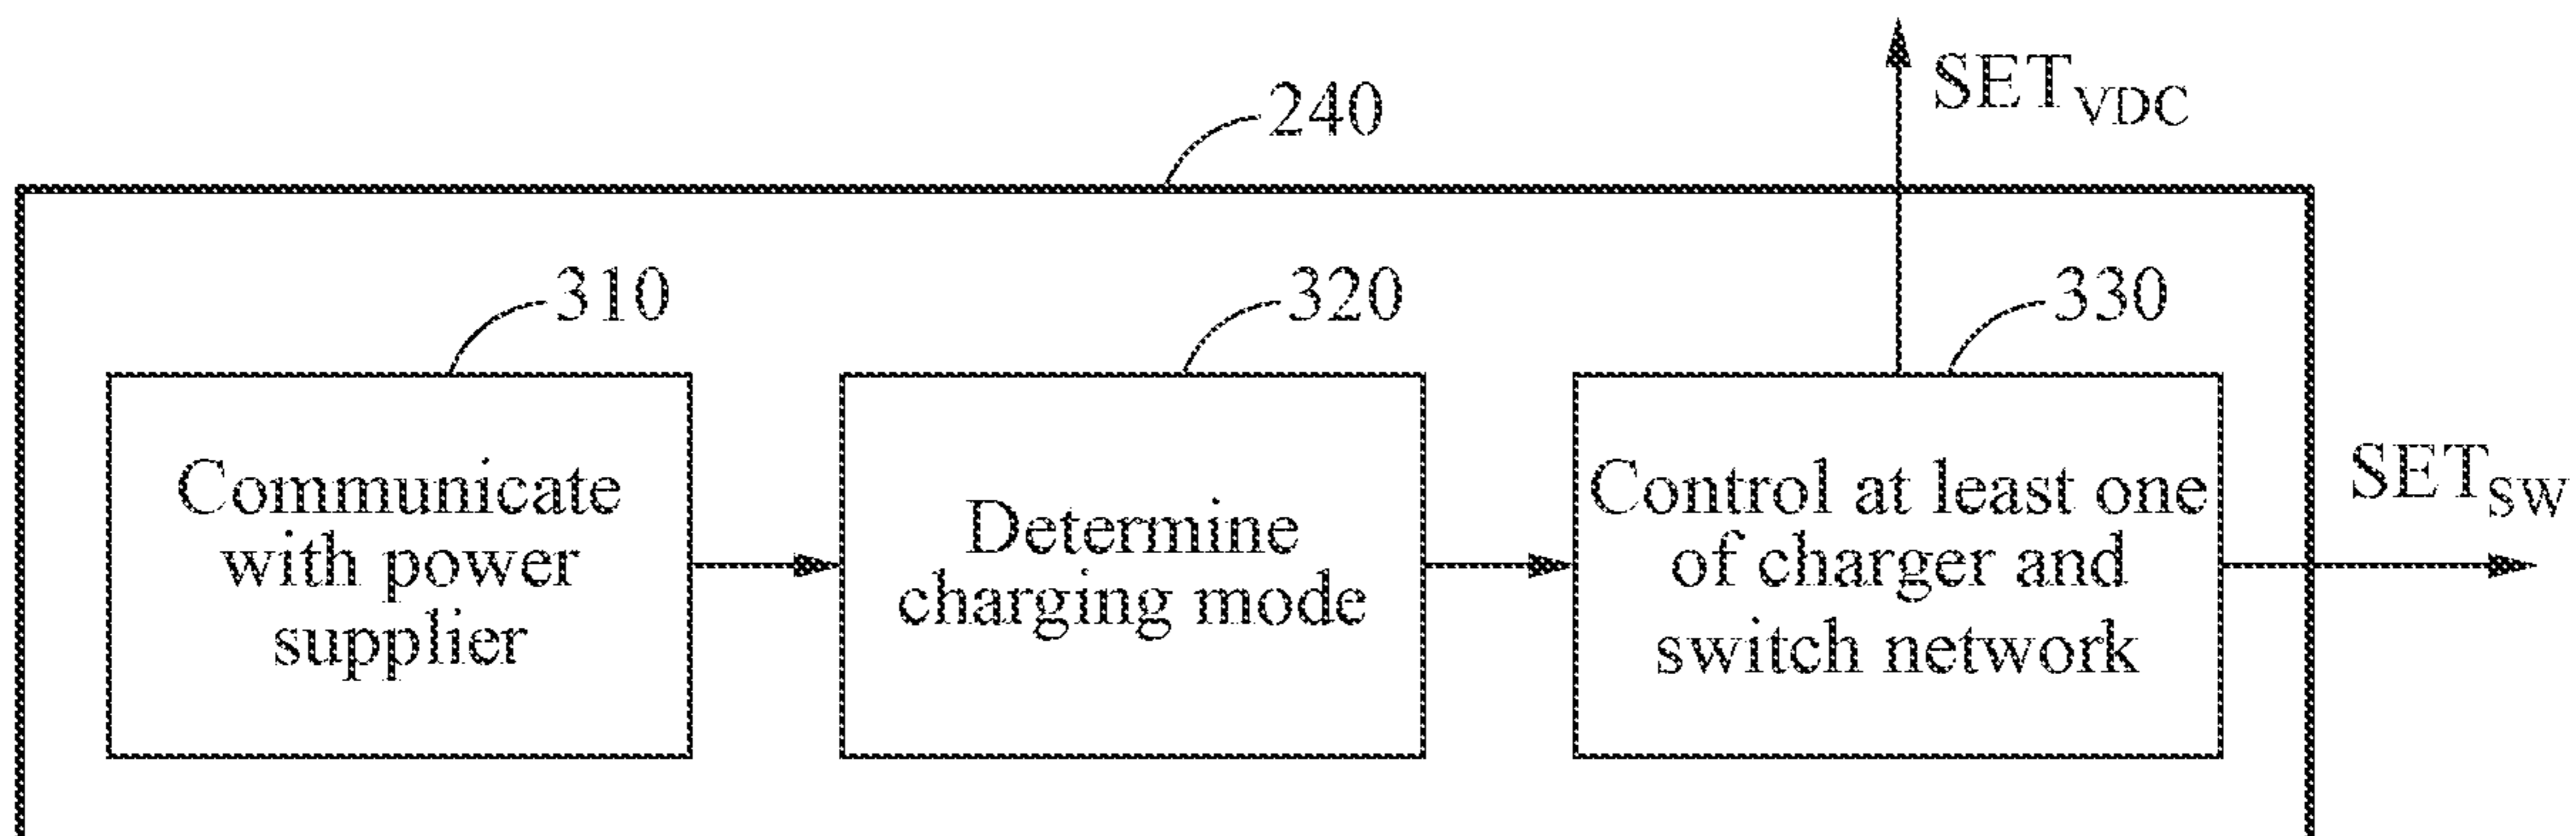 240
SETVDC
310
320
330
Communicate
with power
supplier
Determine
charging mode
Control at least one
of charger and
switch network
SETSW